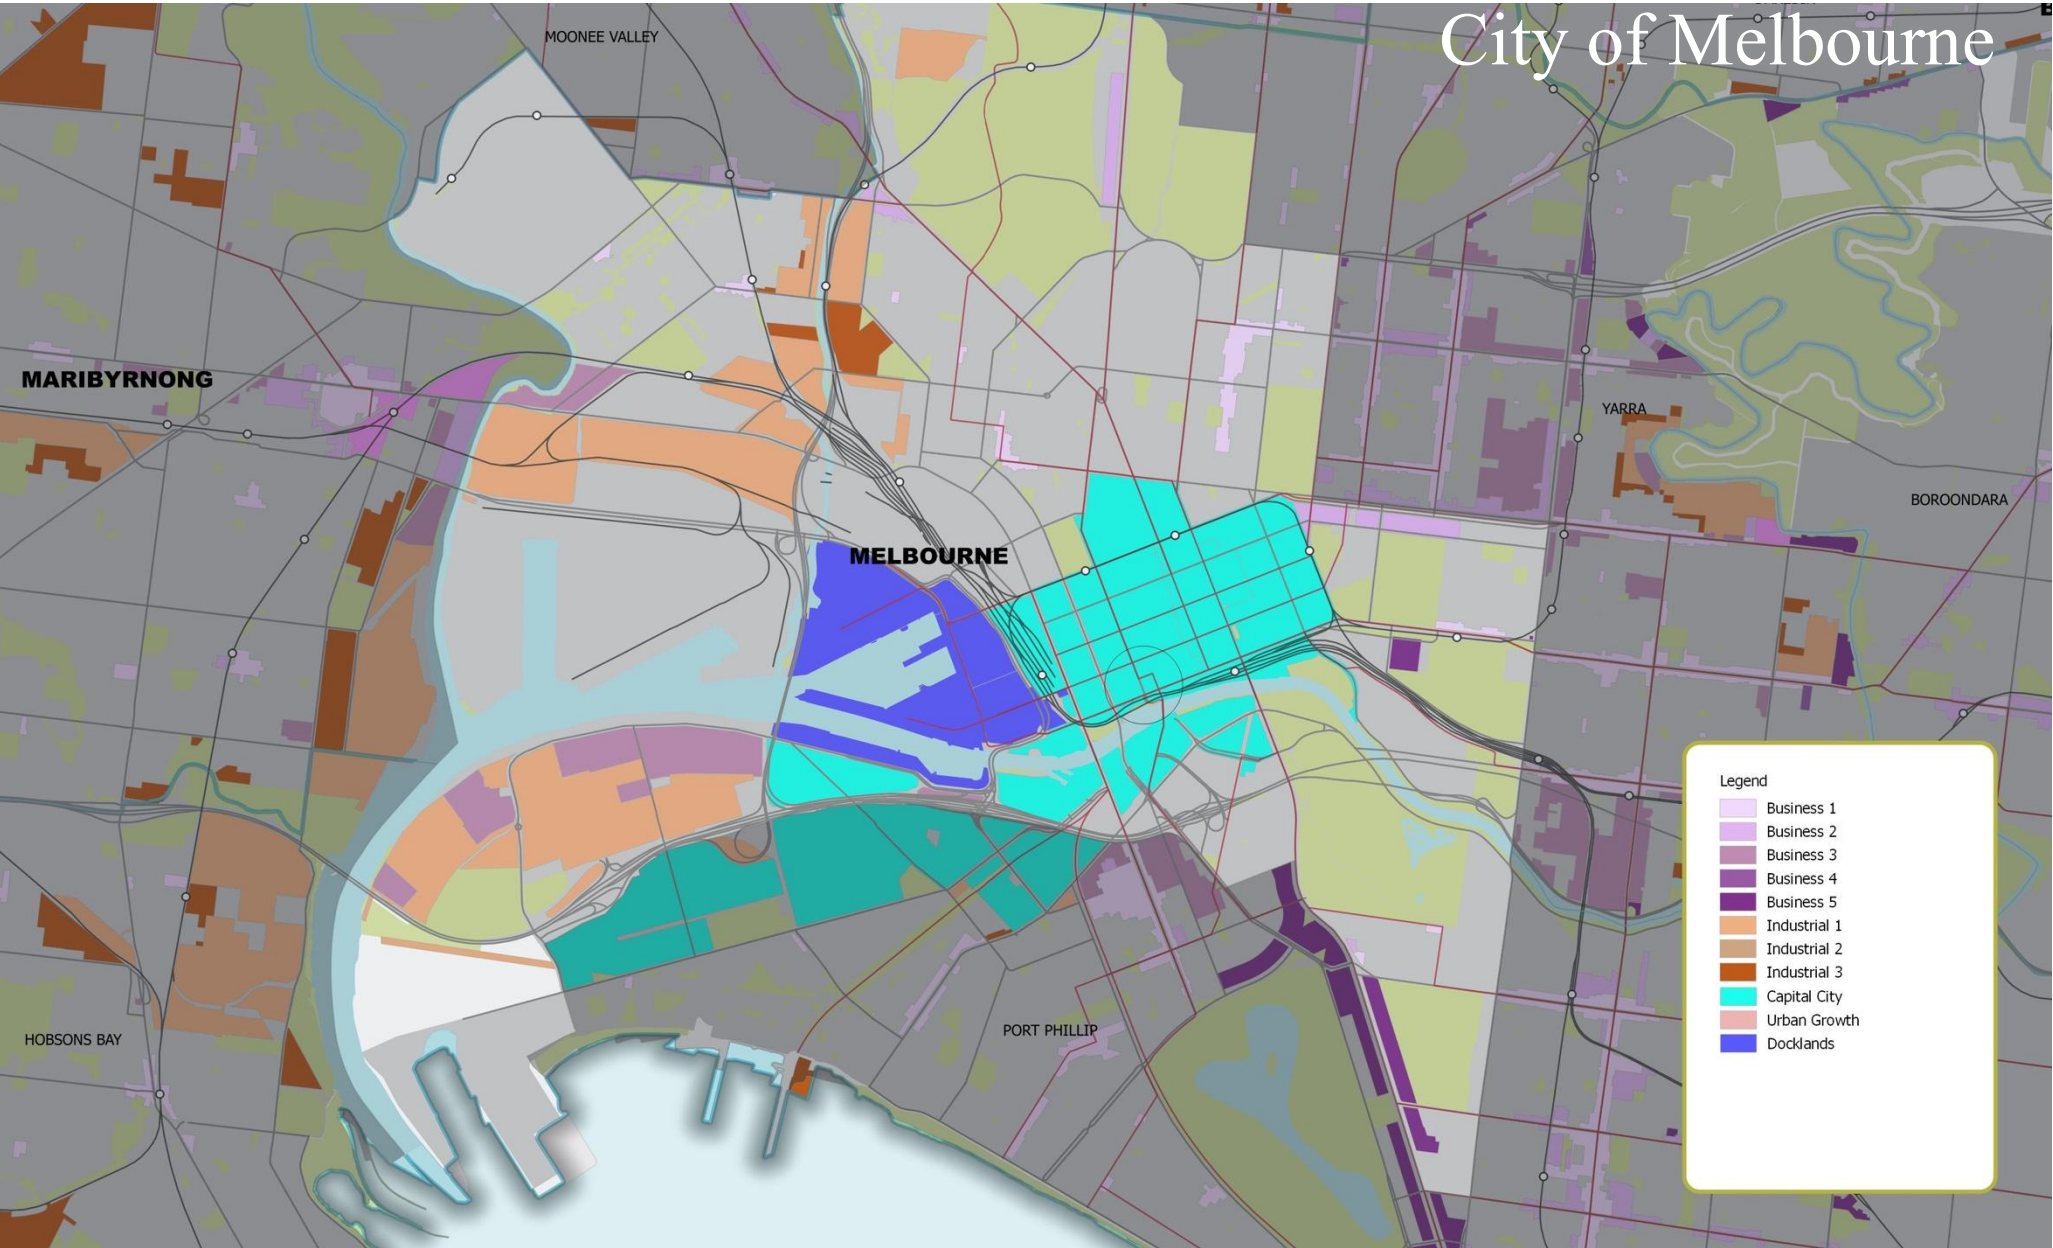 City of Melbourne
MOONEE VALLEY
MARIBYRNONG
YARRA
BOROONDARA
MELBOURNE
HOBSONS BAY
PORT PHILLIP
Legend
Business 1
Business 2
Business 3
Business 4
Business 5
Industrial 1
Industrial 2
Industrial 3
Capital City
Urban Growth
Docklands